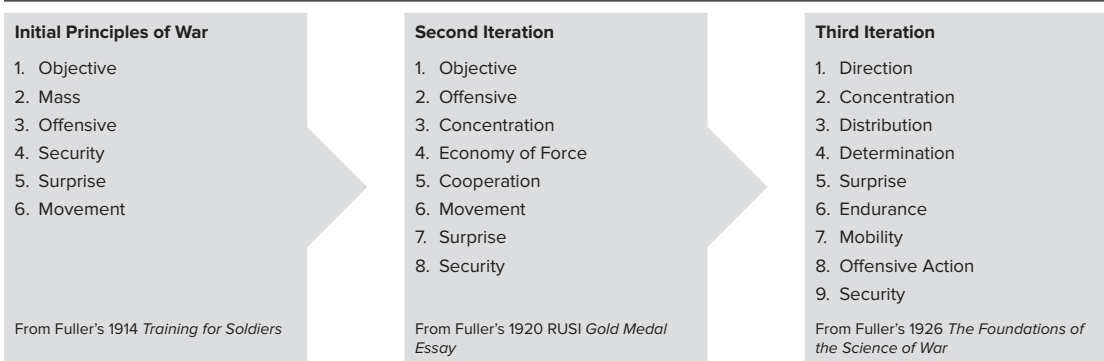 Initial Principles of War
1. Objective
2. Mass
3. Offensive
4. Security
5. Surprise
6. Movement
From Fuller's 1914 Training for Soldiers
Second Iteration
1. Objective
2. Offensive
3. Concentration
4. Economy of Force
5. Cooperation
6. Movement
7. Surprise
8. Security
From Fuller's 1920 RUSI Gold Medal
Essay
Third Iteration
1. Direction
2. Concentration
3. Distribution
4. Determination
5. Surprise
6. Endurance
7. Mobility
8. Offensive Action
9. Security
From Fuller's 1926 The Foundations of
the Science of War